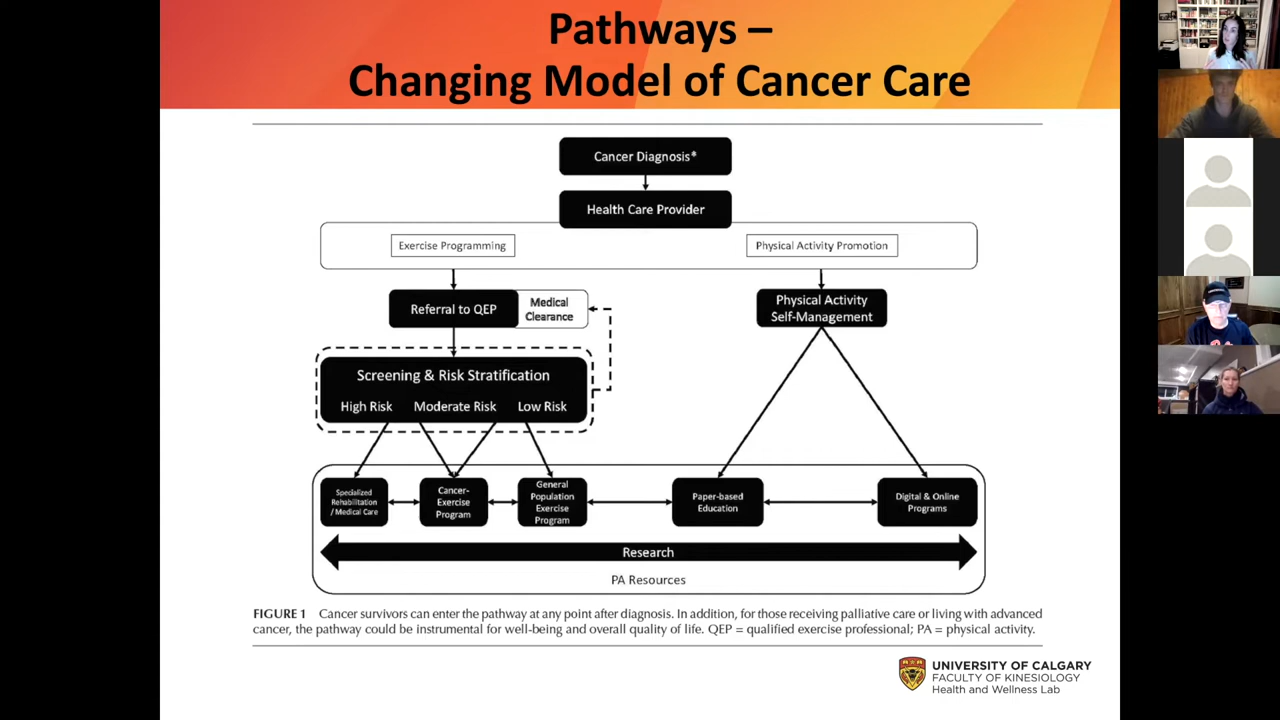 Pathways –
Changing Model of Cancer Care
Cancer Diagnosis*
Health Care Provider
Exercise Programming
Physical Activity Promotion
Referral to QEP
Medical
Clearance
Physical Activity
Self-Management
Screening & Risk Stratification
High Risk Moderate Risk Low Risk
Specialized
Rehabilitation
/ Medical Care
Cancer-
Exercise
Program
General
Population
Exercise
Program
Paper-based
Education
Digital & Online
Programs
Research
PA Resources
FIGURE 1 Cancer survivors can enter the pathway at any point after diagnosis. In addition, for those receiving palliative care or living with advanced
cancer, the pathway could be instrumental for well-being and overall quality of life. QEP = qualified exercise professional; PA = physical activity.
UNIVERSITY OF CALGARY
FACULTY OF KINESIOLOGY
Health and Wellness Lab